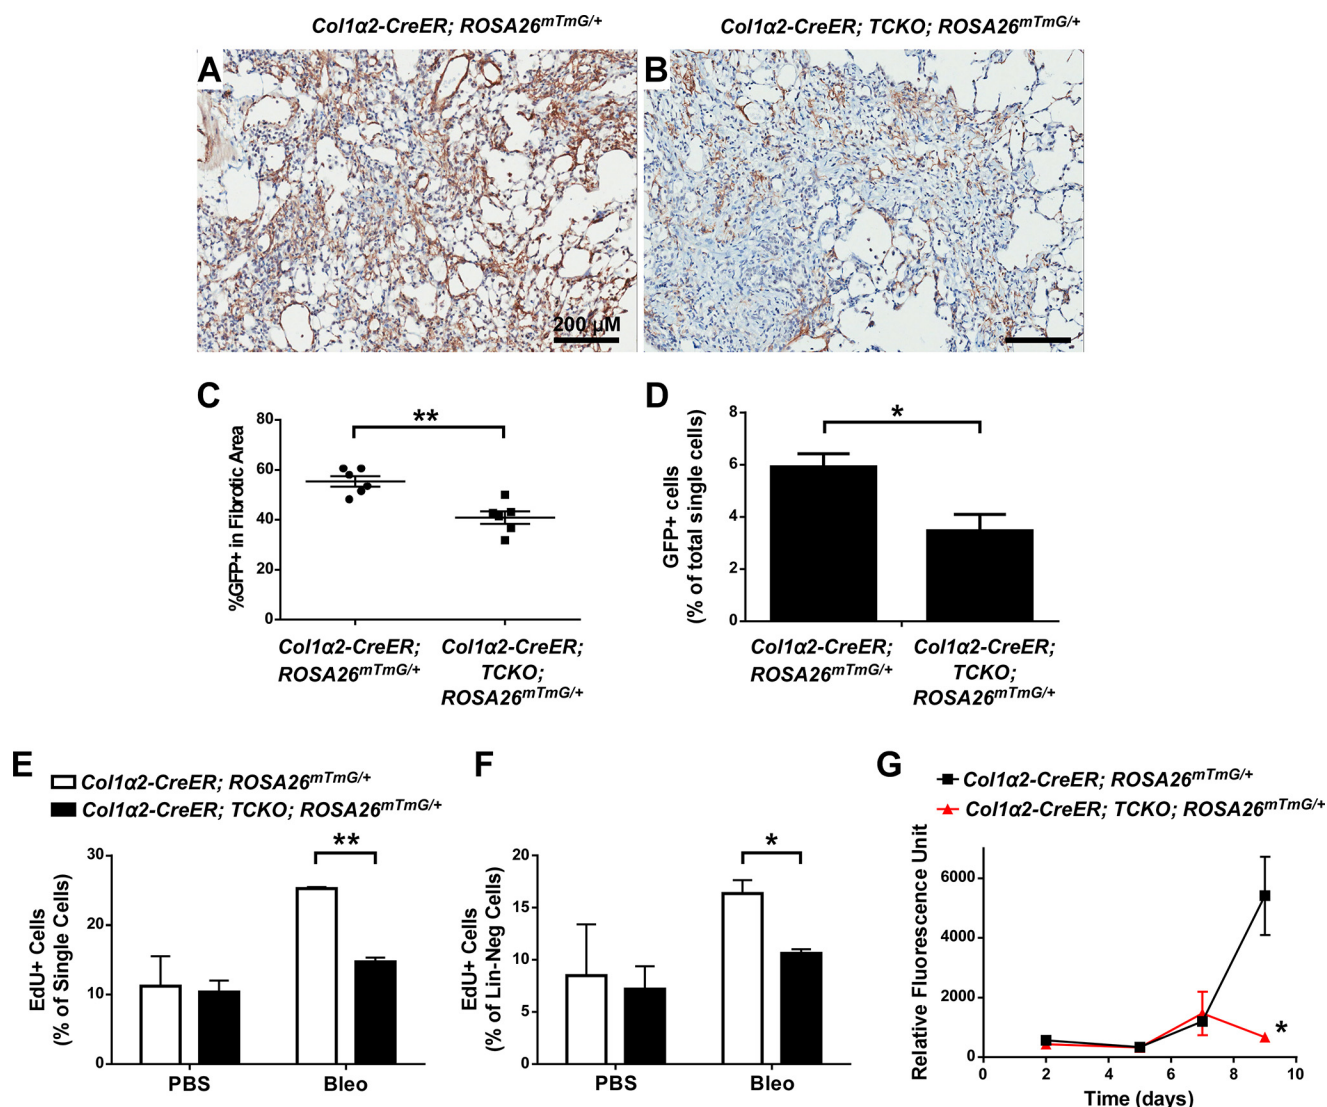 Col1α2-CreER; ROSA26mTmG/+
Col1α2-CreER; TCKO; ROSA26mTmG/+
A
B
200 µM
C
%GFP+ in Fibrotic Area
80
60
40
20
0
**
Col1α2-CreER;
ROSA26mTmG/+
Col1α2-CreER;
TCKO;
ROSA26mTmG/+
D
GFP+ cells
(% of total single cells)
8
6
4
2
0
*
Col1α2-CreER;
ROSA26mTmG/+
Col1α2-CreER;
TCKO;
ROSA26mTmG/+
E
Col1α2-CreER; ROSA26mTmG/+
Col1α2-CreER; TCKO; ROSA26mTmG/+
EdU+ Cells
(% of Single Cells)
30
20
10
0
**
PBS
Bleo
F
EdU+ Cells
(% of Lin-Neg Cells)
20
15
10
5
0
*
PBS
Bleo
G
Col1α2-CreER; ROSA26mTmG/+
Col1α2-CreER; TCKO; ROSA26mTmG/+
Relative Fluorescence Unit
6000
4000
2000
0
*
0 2 4 6 8 10
Time (days)